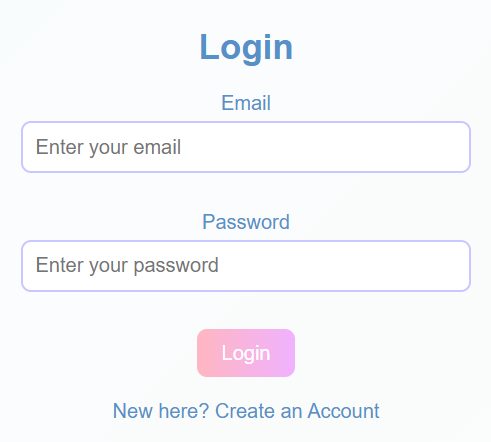 Login
Email
Enter your email
Password
Enter your password
Login
New here? Create an Account